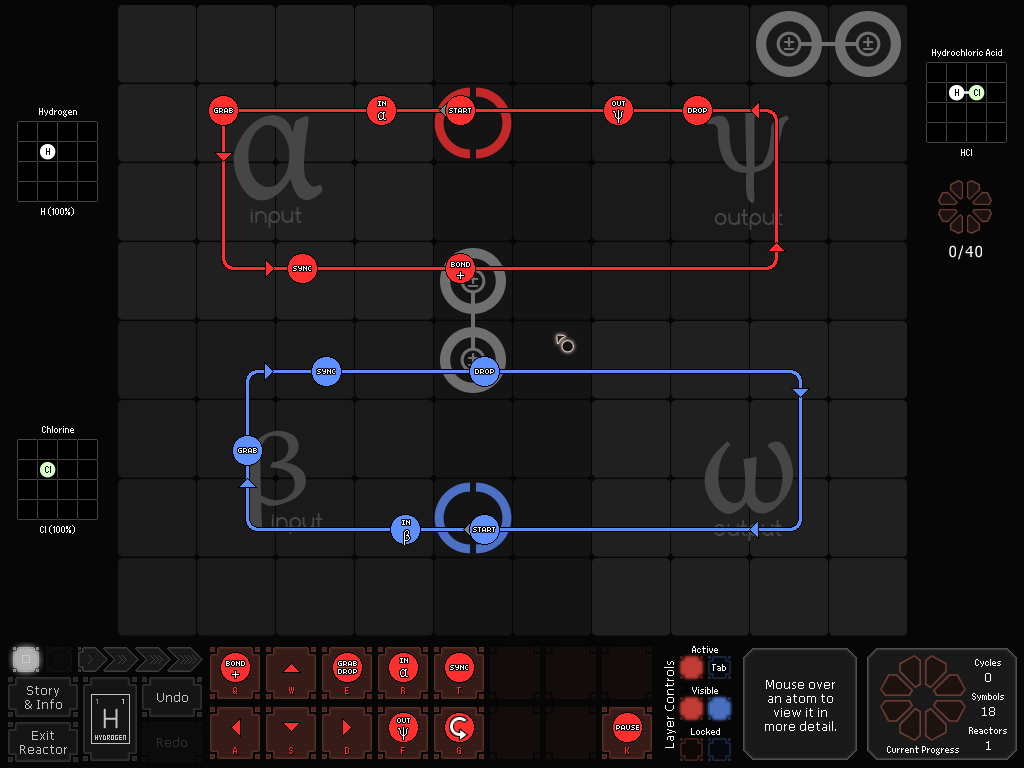 Hydrogen
H
H (100%)
Chlorine
Cl
Cl (100%)
Hydrochloric Acid
H Cl
HCl
0/40
± ±
GRAB
IN α
START
OUT ψ
DROP
α
input
ψ
output
SYNC
BOND +
±
±
SYNC
DROP
GRAB
β
input
ω
output
IN β
START
Story & Info
Exit Reactor
1 1
H
HYDROGEN
Undo
Redo
BOND +
Q
W
GRAB DROP
E
IN α
R
SYNC
T
A
S
D
OUT ψ
F
G
PAUSE
K
Layer Controls
Active
Tab
Visible
Locked
Mouse over
an atom to
view it in
more detail.
Cycles
0
Symbols
18
Reactors
1
Current Progress